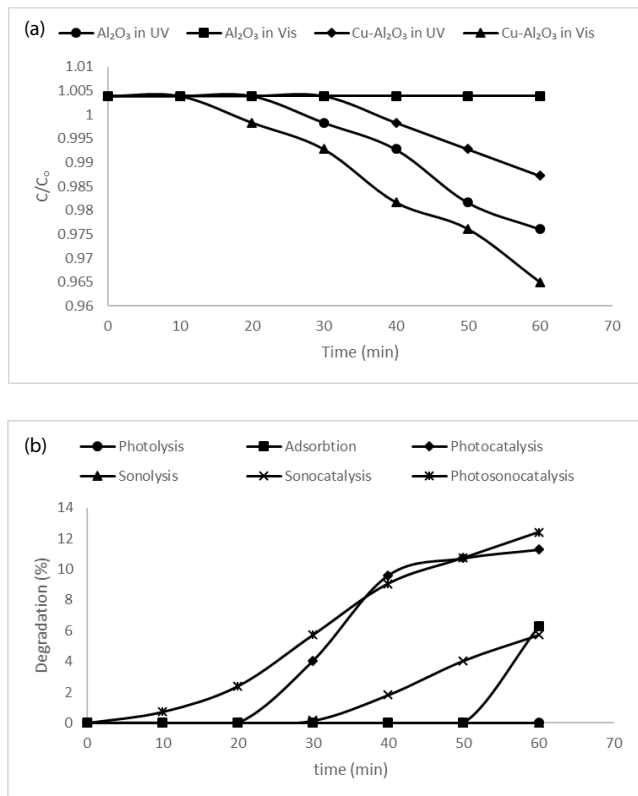 (a)
Al₂O₃ in UV Al₂O₃ in Vis Cu-Al₂O₃ in UV Cu-Al₂O₃ in Vis
1.01
1.005
1
0.995
0.99
0.985
0.98
0.975
0.97
0.965
0.96
C/C₀
0 10 20 30 40 50 60 70
Time (min)
(b)
Photolysis Adsorbtion Photocatalysis
Sonolysis Sonocatalysis Photosonocatalysis
14
12
10
8
6
4
2
0
Degradation (%)
0 10 20 30 40 50 60 70
time (min)